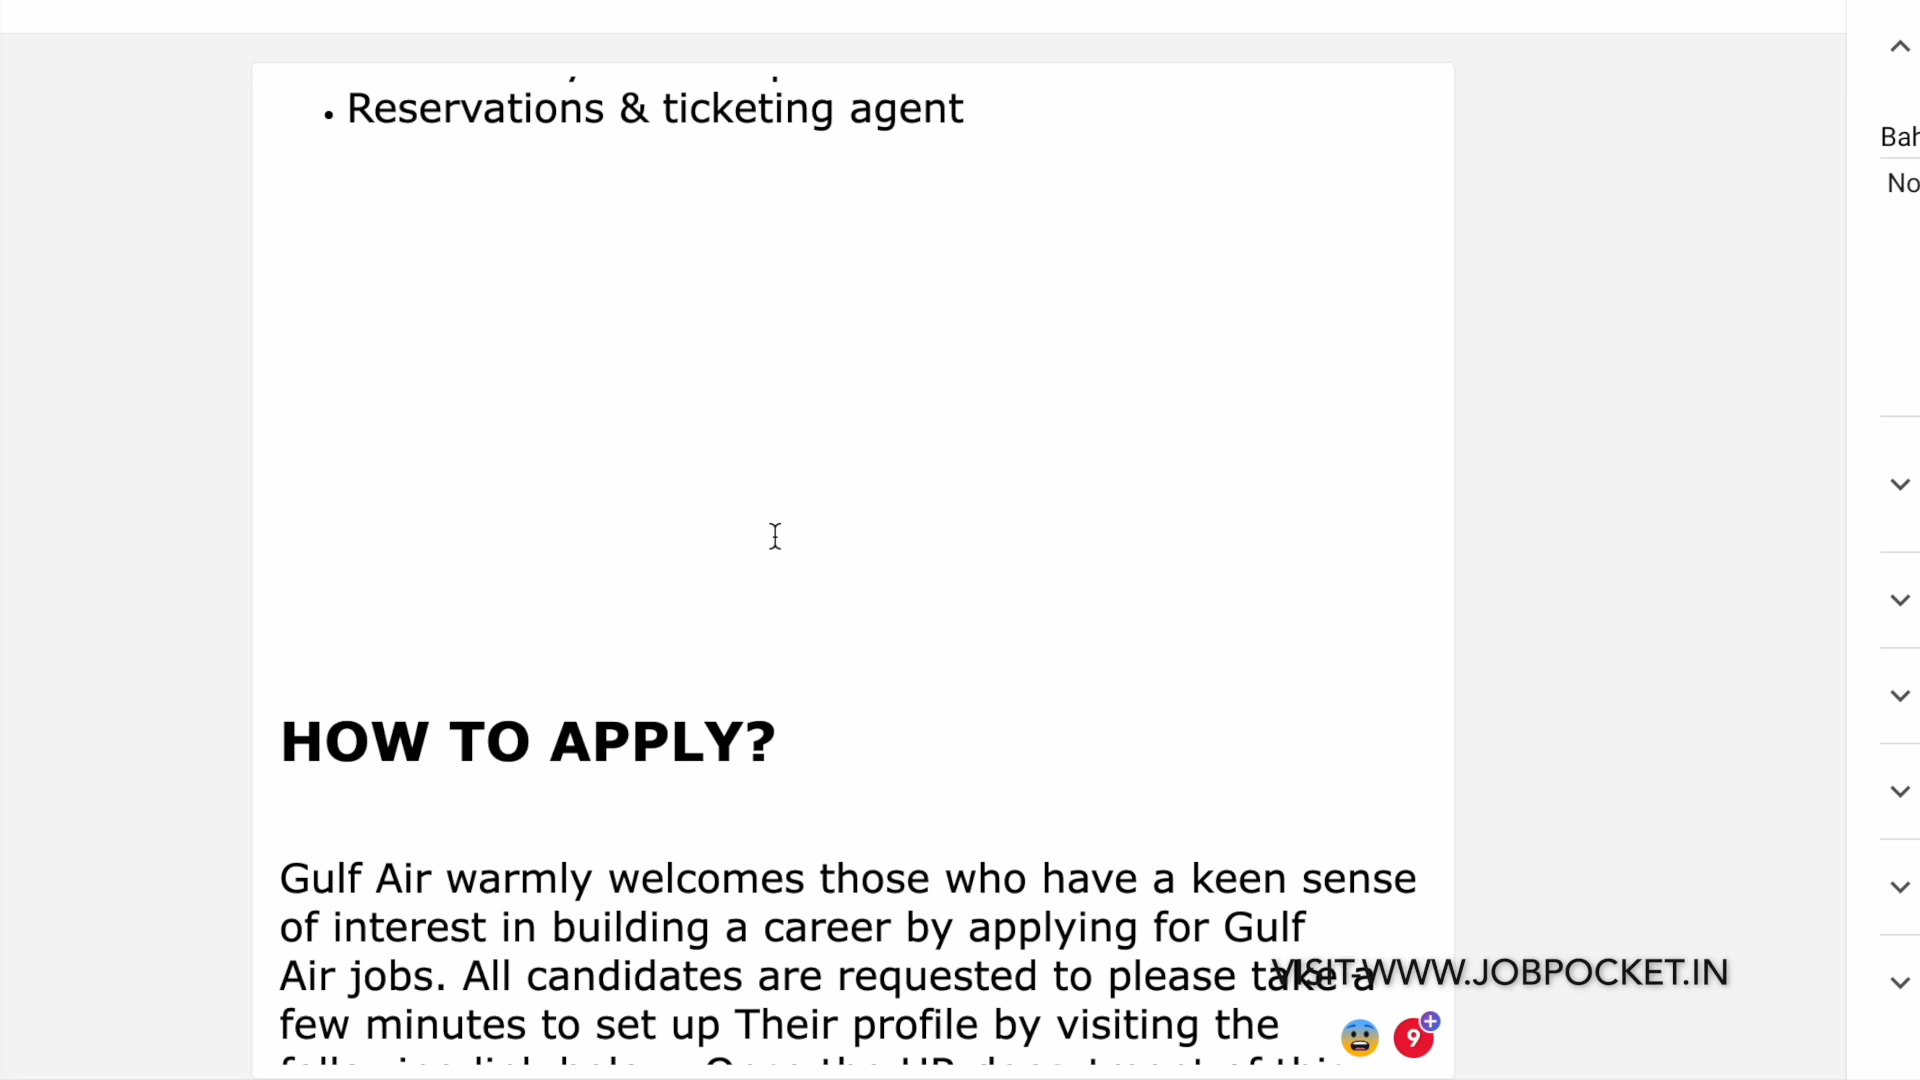 • Reservations & ticketing agent
Bah
No
HOW TO APPLY?
Gulf Air warmly welcomes those who have a keen sense
of interest in building a career by applying for Gulf
Air jobs. All candidates are requested to please take a
VISIT WWW.JOBPOCKET.IN
few minutes to set up Their profile by visiting the
9